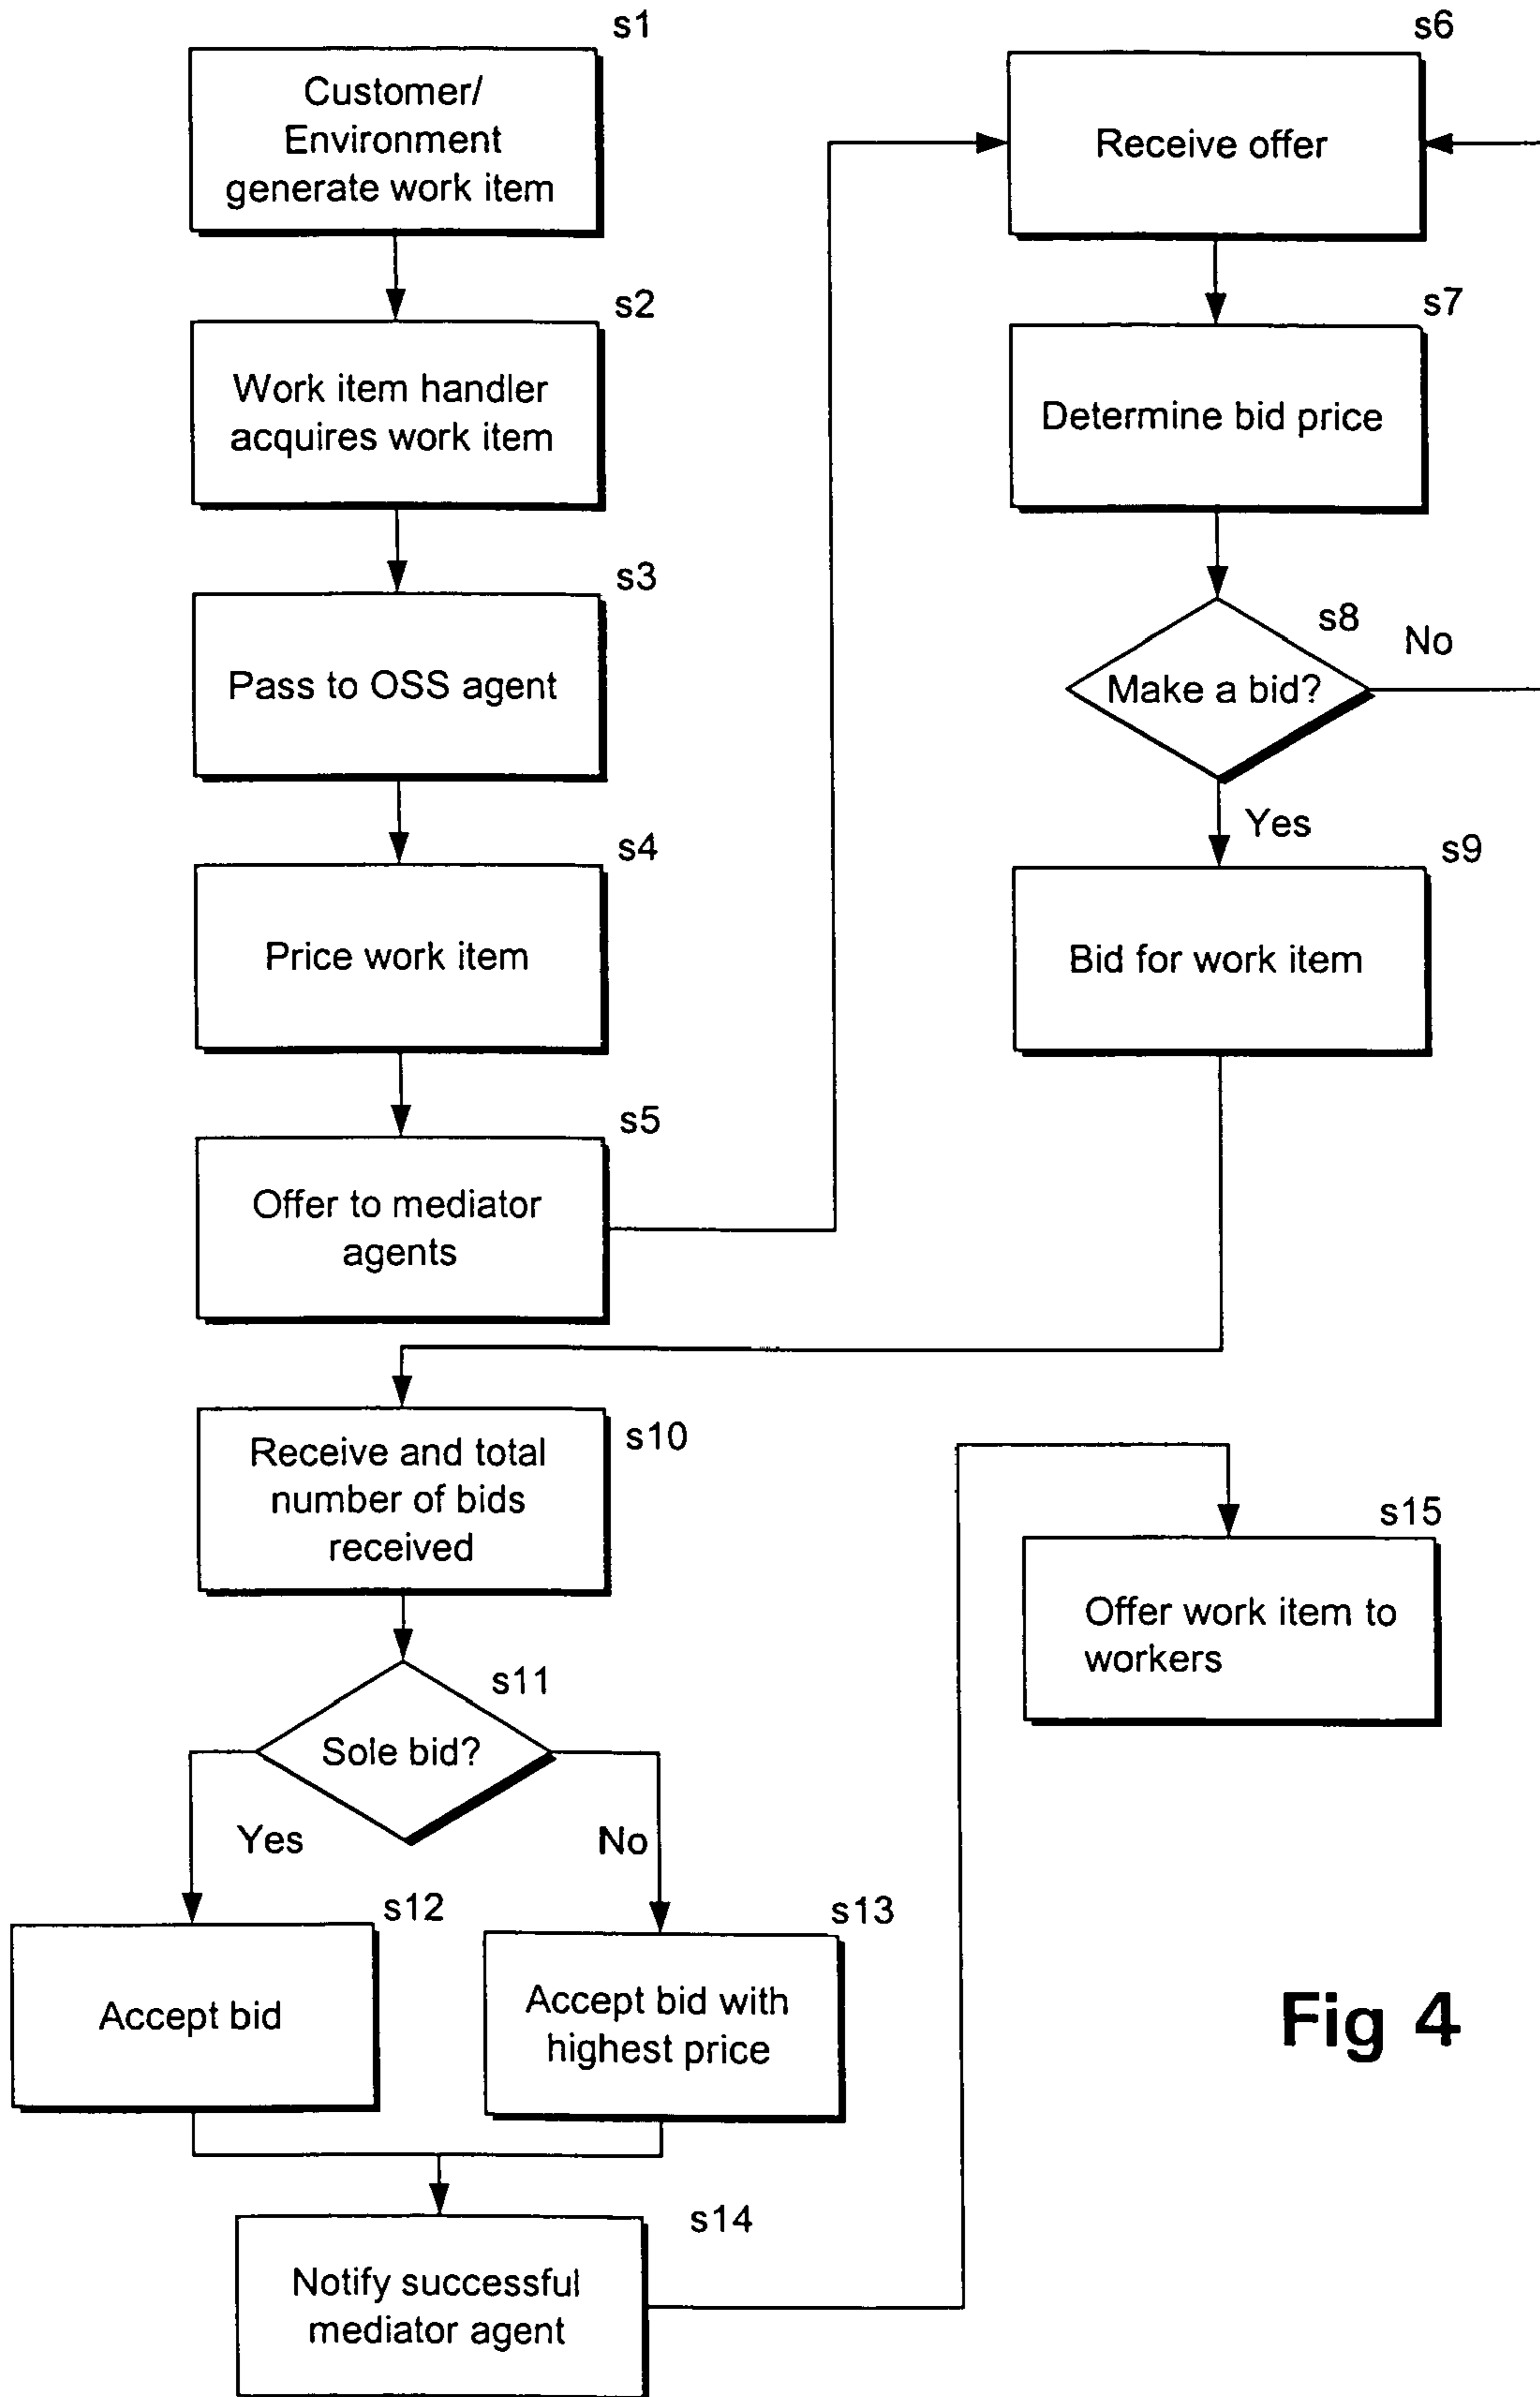 s1
Customer/
Environment
generate work item
s2
Work item handler
acquires work item
s3
Pass to OSS agent
s4
Price work item
s5
Offer to mediator
agents
s6
Receive offer
s7
Determine bid price
s8
No
Make a bid?
Yes
s9
Bid for work item
s10
Receive and total
number of bids
received
s11
Sole bid?
Yes
No
s12
Accept bid
s13
Accept bid with
highest price
s14
Notify successful
mediator agent
s15
Offer work item to
workers
Fig 4